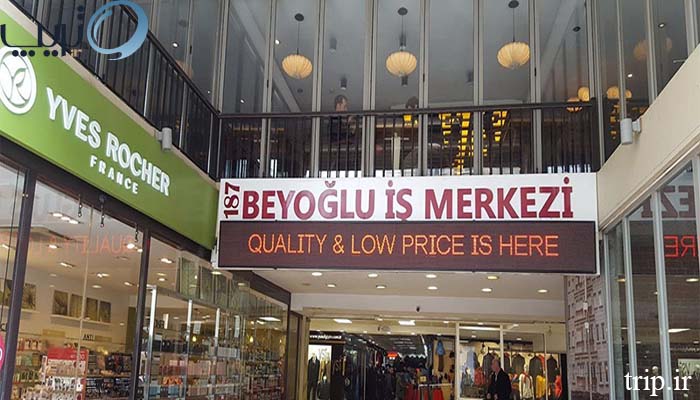 تریپ
YVES ROCHER
FRANCE
187
BEYOĞLU İŞ MERKEZİ
QUALITY & LOW PRICE IS HERE
trip.ir